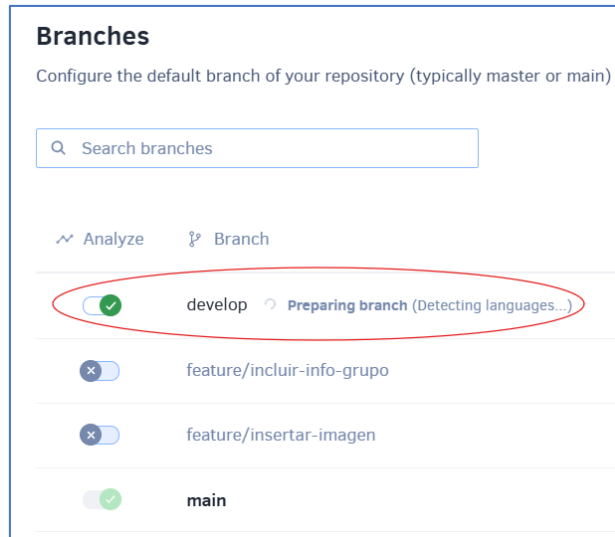 Branches
Configure the default branch of your repository (typically master or main)
Search branches
Analyze Branch
develop Preparing branch (Detecting languages...)
feature/incluir-info-grupo
feature/insertar-imagen
main